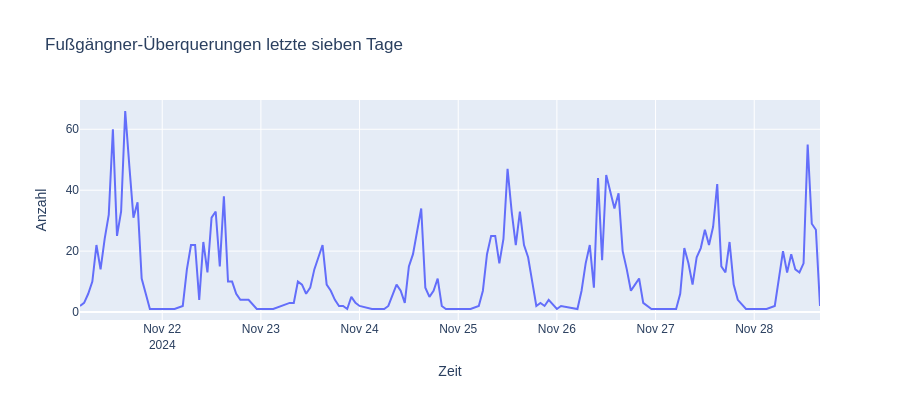 Fußgängner-Überquerungen letzte sieben Tage
60
40
20
0
Anzahl
Nov 22
2024
Nov 23
Nov 24
Nov 25
Nov 26
Nov 27
Nov 28
Zeit